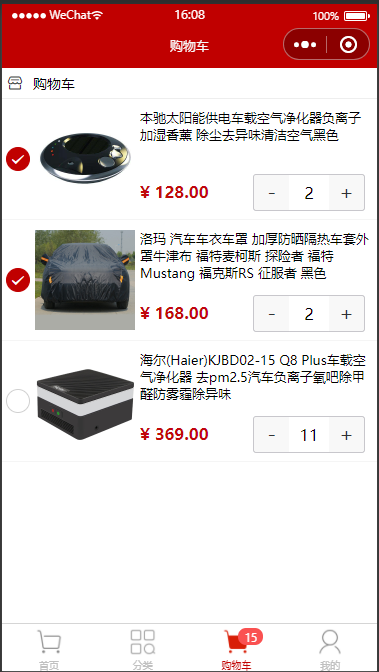 WeChat 16:08 100%
购物车
购物车
本驰太阳能供电车载空气净化器负离子
加湿香薰 除尘去异味清洁空气黑色
¥ 128.00 - 2 +
洛玛 汽车车衣车罩 加厚防晒隔热车套外
罩牛津布 福特麦柯斯 探险者 福特
Mustang 福克斯RS 征服者 黑色
¥ 168.00 - 2 +
海尔(Haier)KJBD02-15 Q8 Plus车载空
气净化器 去pm2.5汽车负离子氧吧除甲
醛防雾霾除异味
¥ 369.00 - 11 +
15
首页 分类 购物车 我的